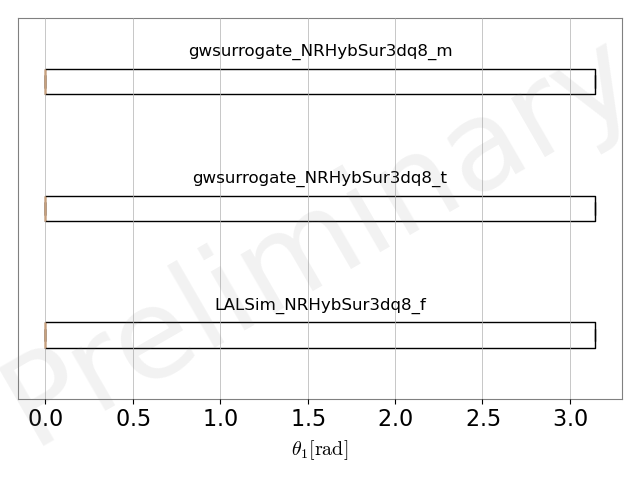 gwsurrogate_NRHybSur3dq8_m
gwsurrogate_NRHybSur3dq8_t
LALSim_NRHybSur3dq8_f
Preliminary
0.0 0.5 1.0 1.5 2.0 2.5 3.0
θ₁[rad]